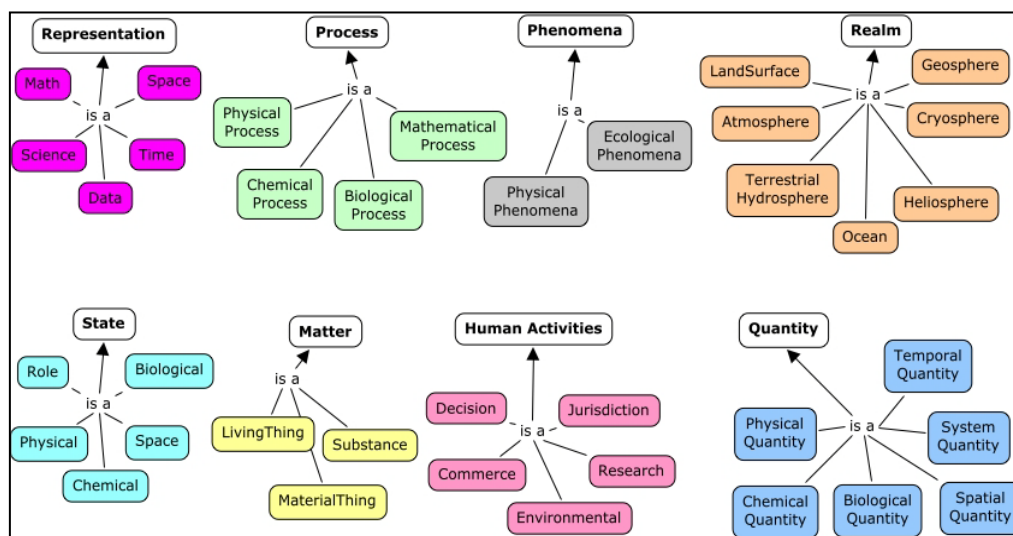 Representation
Math
Space
is a
Science
Time
Data
Process
is a
Physical
Process
Mathematical
Process
Chemical
Process
Biological
Process
Phenomena
is a
Ecological
Phenomena
Physical
Phenomena
Realm
LandSurface
Geosphere
is a
Atmosphere
Cryosphere
Terrestrial
Hydrosphere
Heliosphere
Ocean
State
Role
Biological
is a
Physical
Space
Chemical
Matter
is a
LivingThing
Substance
MaterialThing
Human Activities
Decision
Jurisdiction
is a
Commerce
Research
Environmental
Quantity
Temporal
Quantity
Physical
Quantity
is a
System
Quantity
Chemical
Quantity
Biological
Quantity
Spatial
Quantity